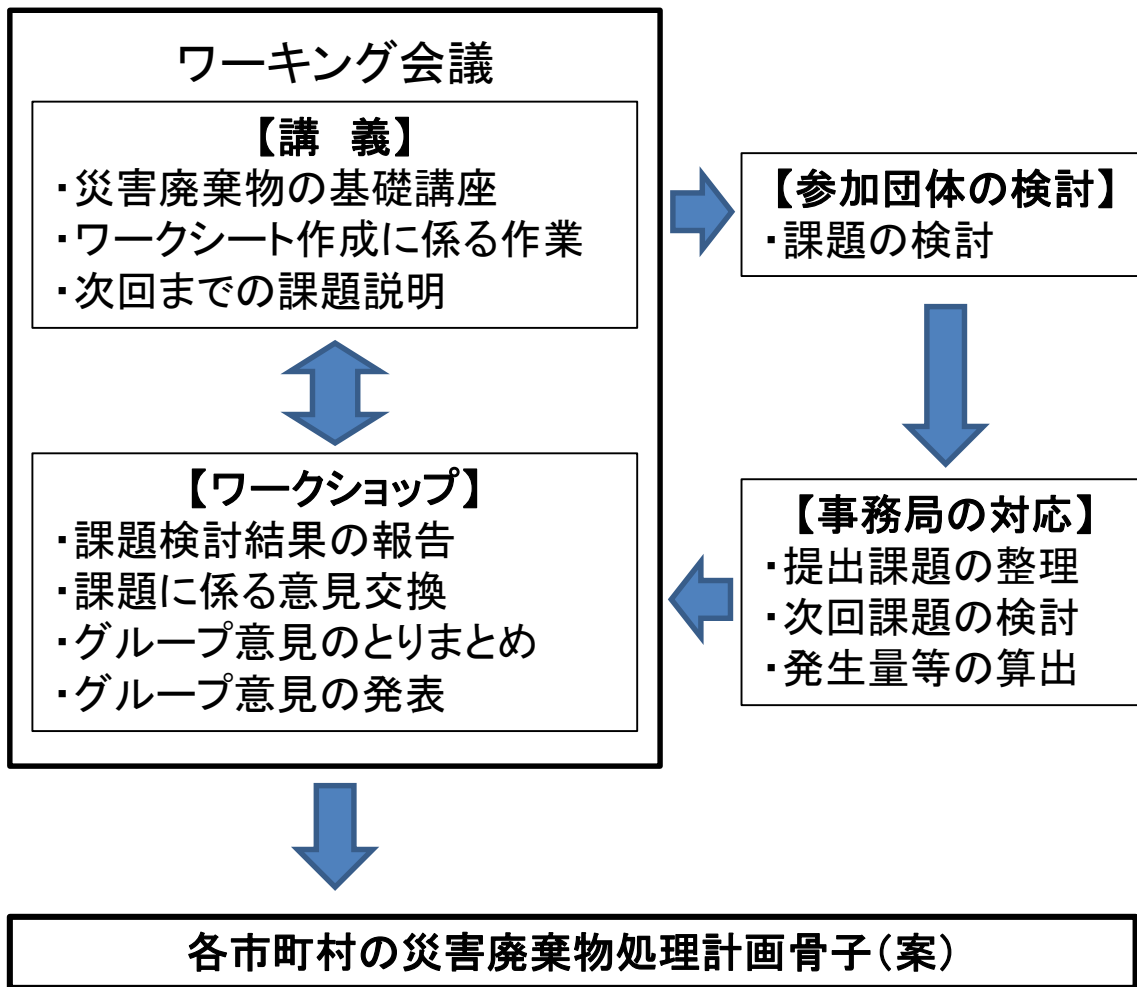 ワーキング会議
【講　義】
・災害廃棄物の基礎講座
・ワークシート作成に係る作業
・次回までの課題説明
【参加団体の検討】
・課題の検討
【ワークショップ】
・課題検討結果の報告
・課題に係る意見交換
・グループ意見のとりまとめ
・グループ意見の発表
【事務局の対応】
・提出課題の整理
・次回課題の検討
・発生量等の算出
各市町村の災害廃棄物処理計画骨子（案）